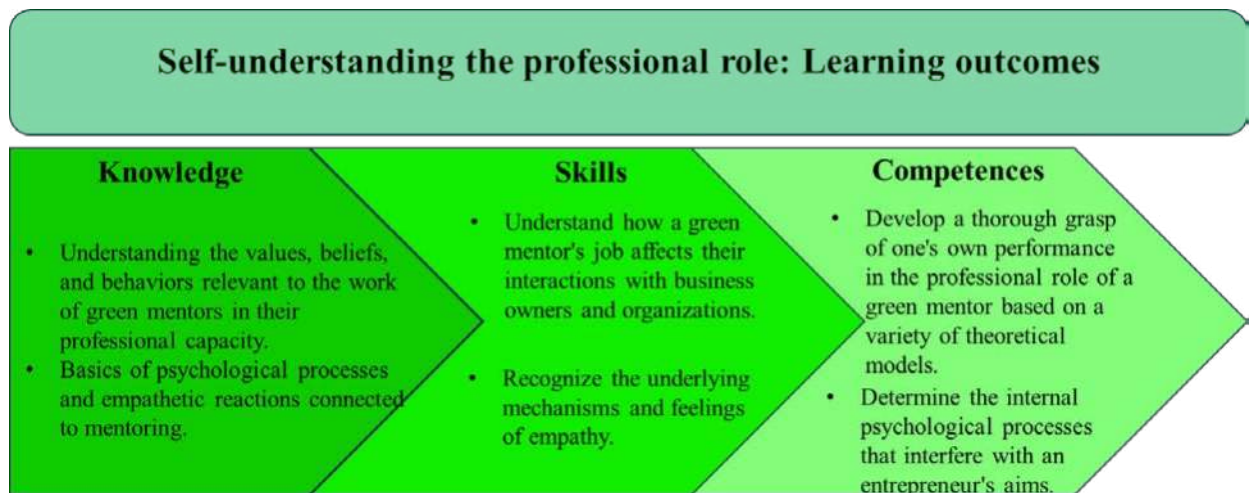 Self-understanding the professional role: Learning outcomes
Knowledge
• Understanding the values, beliefs,
and behaviors relevant to the work
of green mentors in their
professional capacity.
• Basics of psychological processes
and empathetic reactions connected
to mentoring.
Skills
• Understand how a green
mentor's job affects their
interactions with business
owners and organizations.
• Recognize the underlying
mechanisms and feelings
of empathy.
Competences
• Develop a thorough grasp
of one's own performance
in the professional role of a
green mentor based on a
variety of theoretical
models.
• Determine the internal
psychological processes
that interfere with an
entrepreneur's aims.